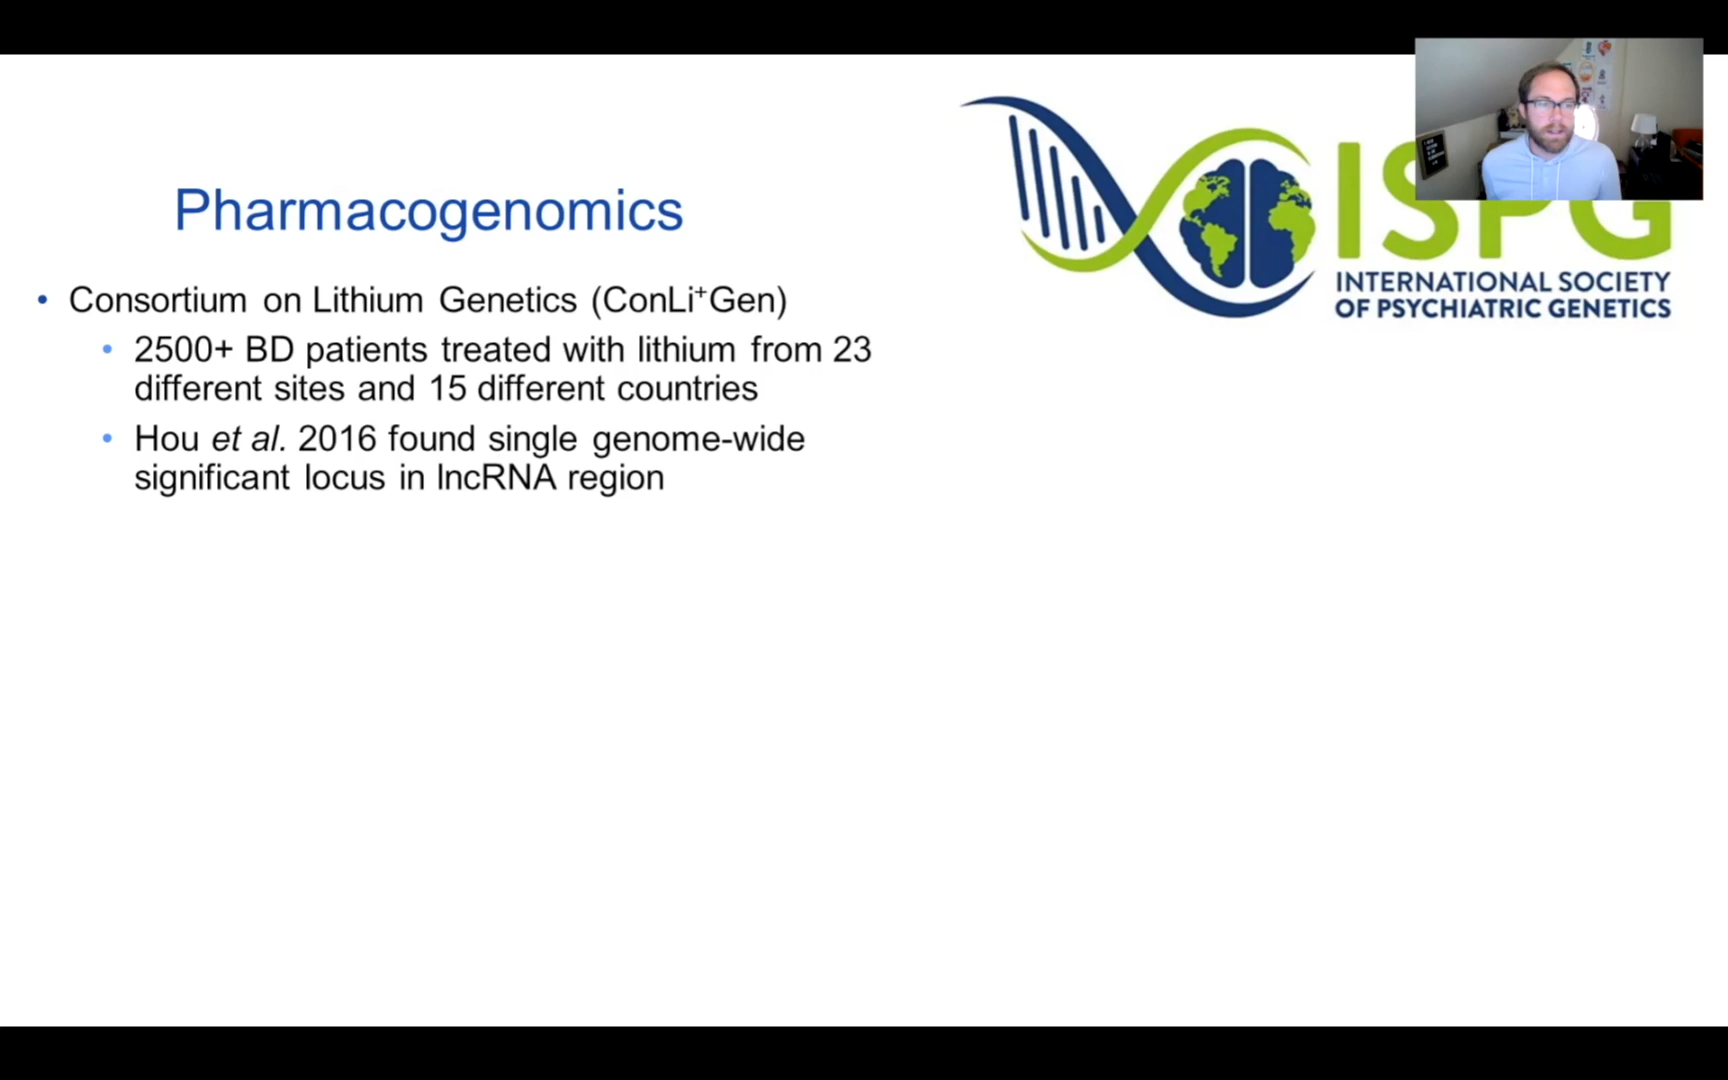 Pharmacogenomics
• Consortium on Lithium Genetics (ConLi⁺Gen)
• 2500+ BD patients treated with lithium from 23
different sites and 15 different countries
• Hou et al. 2016 found single genome-wide
significant locus in lncRNA region
ISPG
INTERNATIONAL SOCIETY
OF PSYCHIATRIC GENETICS